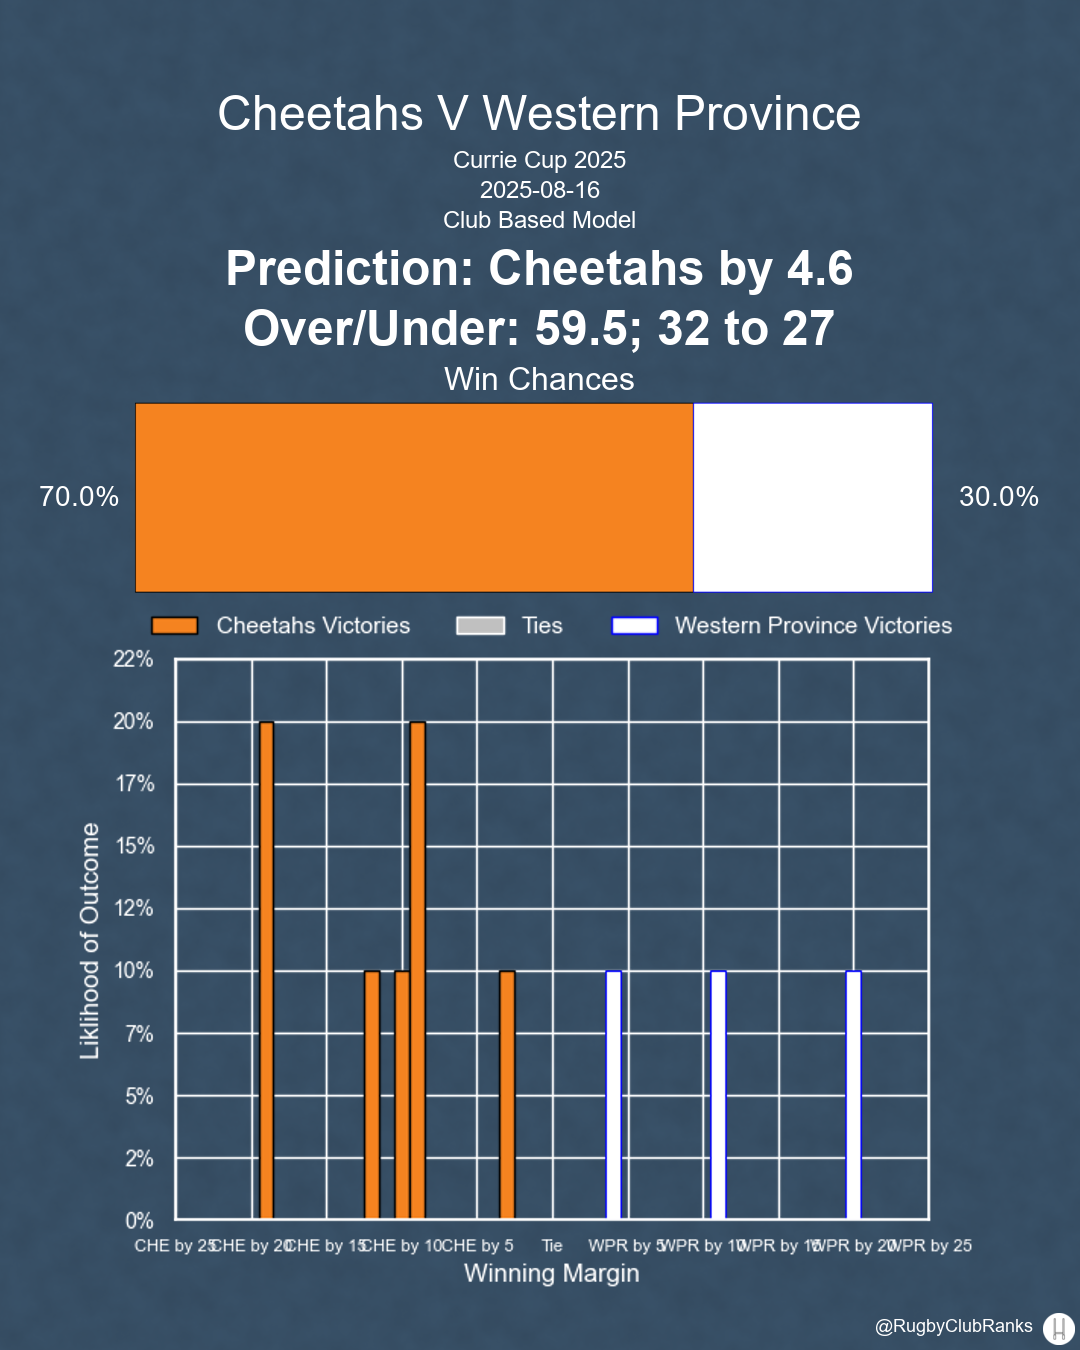 Cheetahs V Western Province
Currie Cup 2025
2025-08-16
Club Based Model
Prediction: Cheetahs by 4.6
Over/Under: 59.5; 32 to 27
Win Chances
70.0%
30.0%
Cheetahs Victories
Ties
Western Province Victories
22%
20%
17%
15%
12%
10%
7%
5%
2%
0%
Liklihood of Outcome
CHE by 25 CHE by 20 CHE by 15 CHE by 10 CHE by 5 Tie WPR by 5 WPR by 10 WPR by 15 WPR by 20 WPR by 25
Winning Margin
@RugbyClubRanks